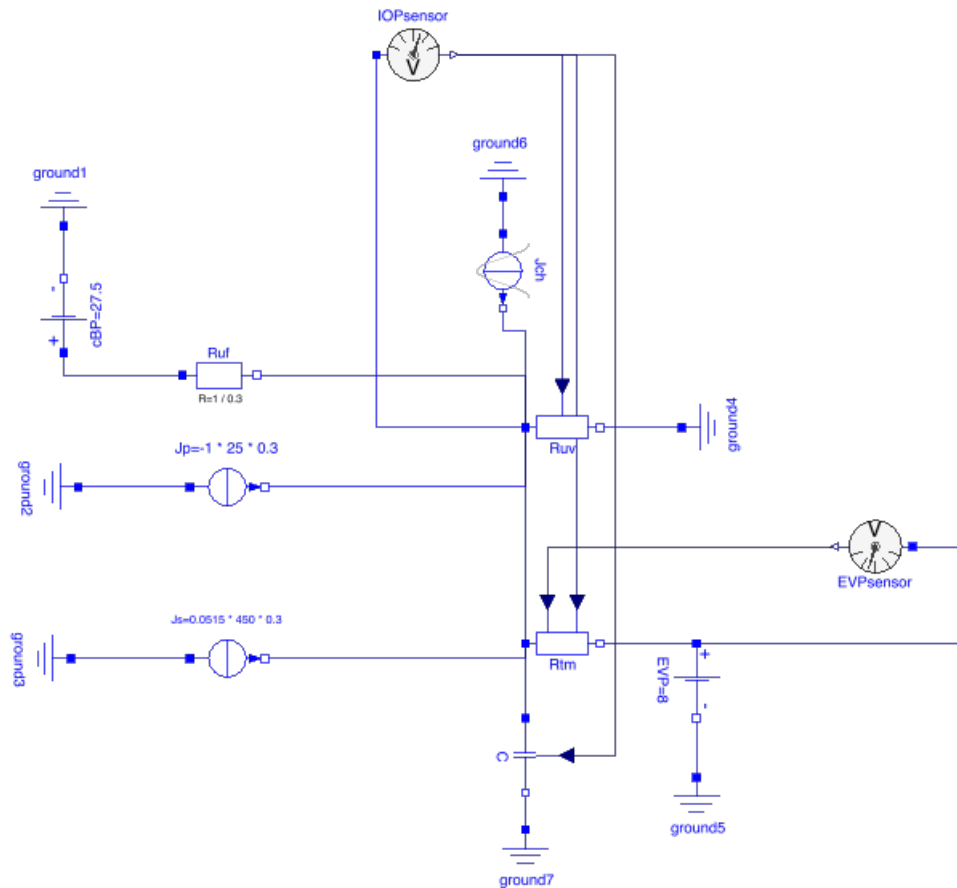 IOPsensor
V
ground6
ground1
Jch
-
cBP=27.5
+
Ruf
R=1 / 0.3
ground4
Jp=-1 * 25 * 0.3
Ruv
ground2
V
EVPsensor
Js=0.0515 * 450 * 0.3
ground3
Rtm
+
EVP=8
-
C
ground5
ground7